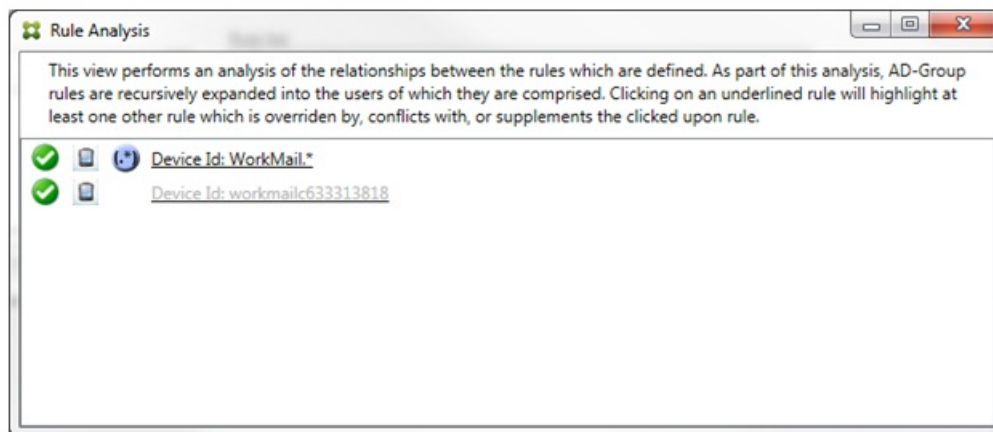 Rule Analysis
This view performs an analysis of the relationships between the rules which are defined. As part of this analysis, AD-Group
rules are recursively expanded into the users of which they are comprised. Clicking on an underlined rule will highlight at
least one other rule which is overriden by, conflicts with, or supplements the clicked upon rule.
(.*) Device Id: WorkMail.*
Device Id: workmailc633313818